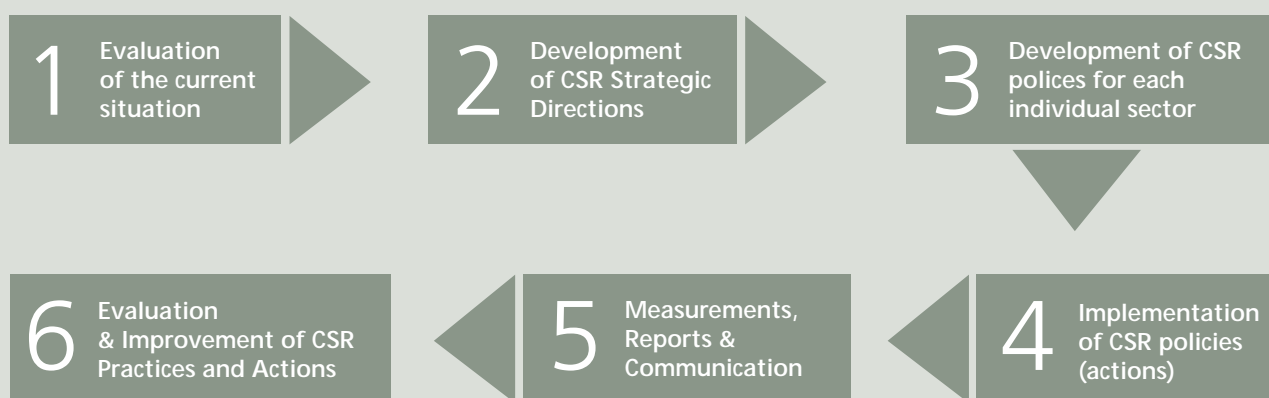 1
Evaluation
of the current
situation
2
Development
of CSR Strategic
Directions
3
Development of CSR
polices for each
individual sector
4
Implementation
of CSR policies
(actions)
5
Measurements,
Reports &
Communication
6
Evaluation
& Improvement of CSR
Practices and Actions